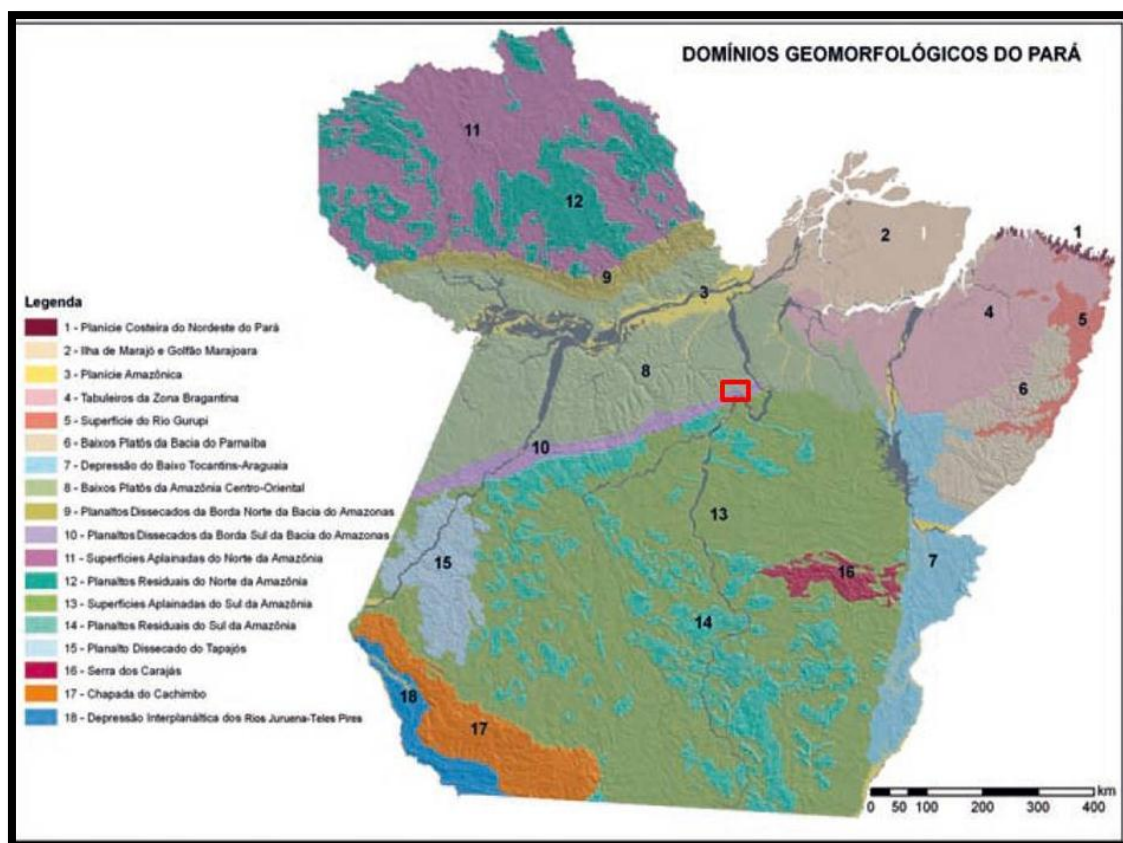 DOMÍNIOS GEOMORFOLÓGICOS DO PARÁ
11
12
2
1
9
3
4
5
Legenda
1 - Planície Costeira do Nordeste do Pará
2 - Ilha de Marajó e Golfão Marajoara
3 - Planície Amazônica
4 - Tabuleiros da Zona Bragantina
5 - Superfície do Rio Gurupi
6 - Baixos Platôs da Bacia do Parnaíba
7 - Depressão do Baixo Tocantins-Araguaia
8 - Baixos Platôs da Amazônia Centro-Oriental
9 - Planaltos Dissecados da Borda Norte da Bacia do Amazonas
10 - Planaltos Dissecados da Borda Sul da Bacia do Amazonas
11 - Superfícies Aplainadas do Norte da Amazônia
12 - Planaltos Residuais do Norte da Amazônia
13 - Superfícies Aplainadas do Sul da Amazônia
14 - Planaltos Residuais do Sul da Amazônia
15 - Planalto Dissecado do Tapajós
16 - Serra dos Carajás
17 - Chapada do Cachimbo
18 - Depressão Interplanáltica dos Rios Juruena-Teles Pires
8
6
10
13
15
16
7
14
18
17
km
0 50 100 200 300 400